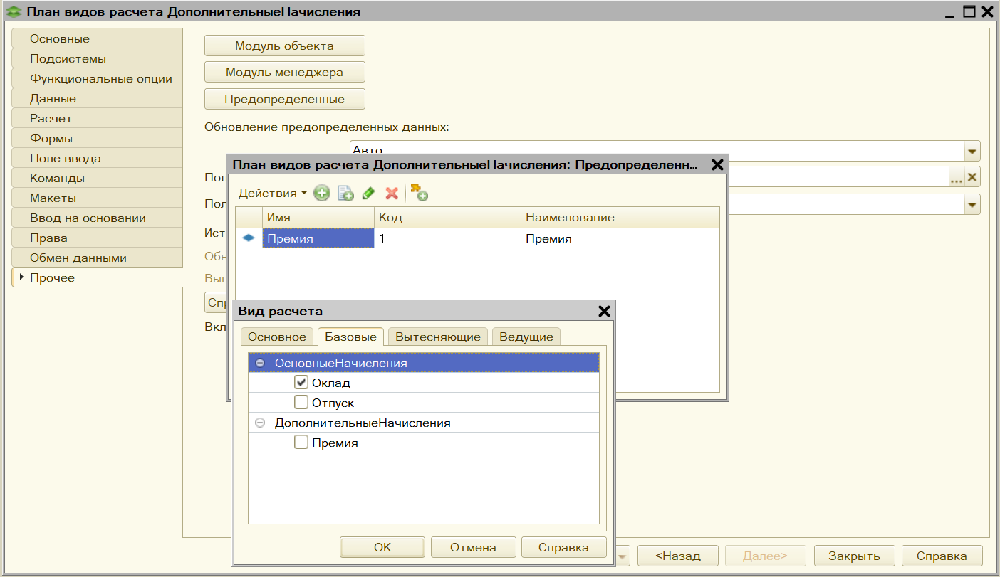 План видов расчета ДополнительныеНачисления
Основные
Подсистемы
Функциональные опции
Данные
Расчет
Формы
Поле ввода
Команды
Макеты
Ввод на основании
Права
Обмен данными
Прочее
Модуль объекта
Модуль менеджера
Предопределенные
Обновление предопределенных данных:
Авто
Пол
...
Пол
Ист
Обн
Выг
Спр
Вкл
План видов расчета ДополнительныеНачисления: Предопределенн...
Действия
Имя Код Наименование
Премия 1 Премия
Вид расчета
Основное Базовые Вытесняющие Ведущие
ОсновныеНачисления
Оклад
Отпуск
ДополнительныеНачисления
Премия
OK Отмена Справка
<Назад Далее> Закрыть Справка